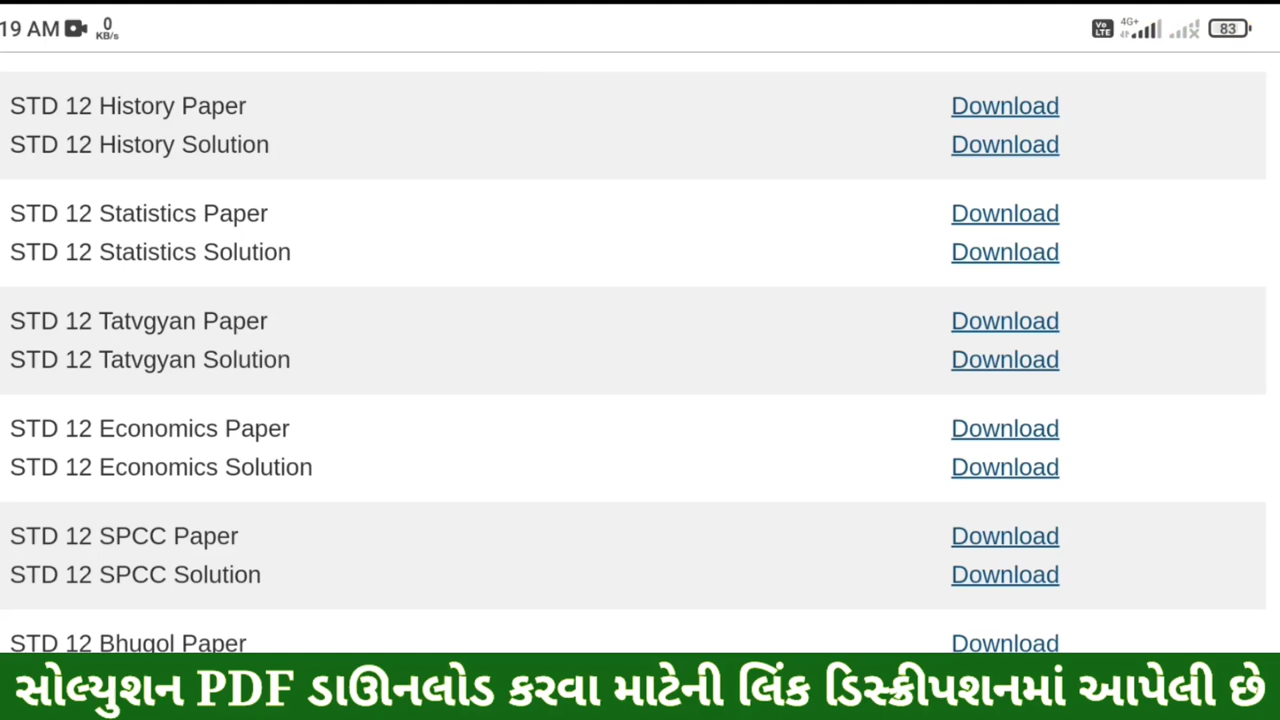 19 AM 0 KB/s Vo LTE 4G+ 83
STD 12 History Paper Download
STD 12 History Solution Download
STD 12 Statistics Paper Download
STD 12 Statistics Solution Download
STD 12 Tatvgyan Paper Download
STD 12 Tatvgyan Solution Download
STD 12 Economics Paper Download
STD 12 Economics Solution Download
STD 12 SPCC Paper Download
STD 12 SPCC Solution Download
STD 12 Bhugol Paper Download
સોલ્યુશન PDF ડાઊનલોડ કરવા માટેની લિંક ડિસ્ક્રીપશનમાં આપેલી છે